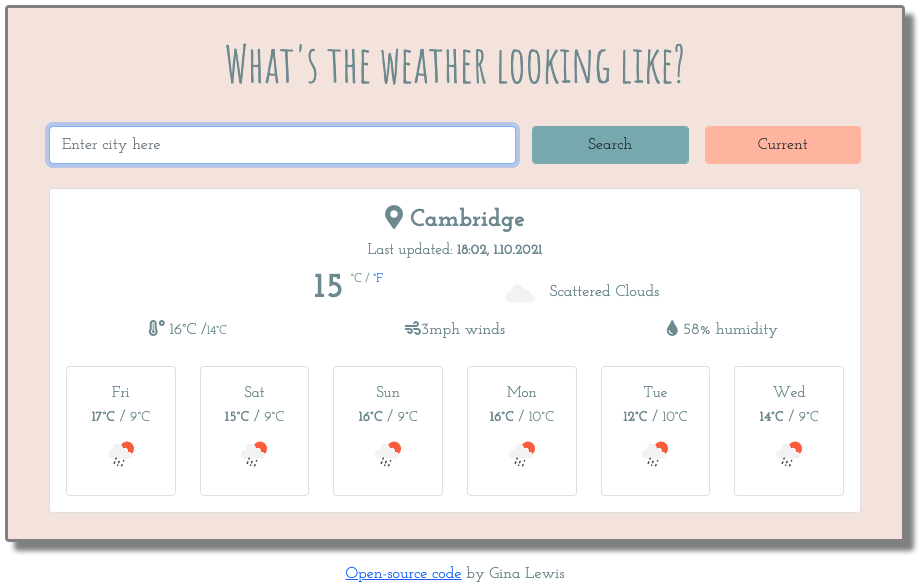 What's the weather looking like?
Enter city here
Search
Current
Cambridge
Last updated: 18:02, 1.10.2021
15 °C / °F
Scattered Clouds
16°C /14°C
3mph winds
58% humidity
Fri
17°C / 9°C
Sat
15°C / 9°C
Sun
16°C / 9°C
Mon
16°C / 10°C
Tue
12°C / 10°C
Wed
14°C / 9°C
Open-source code by Gina Lewis